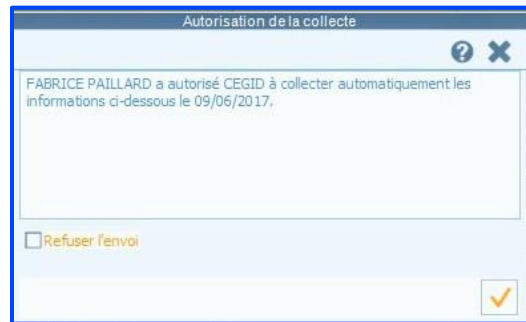 Autorisation de la collecte
FABRICE PAILLARD a autorisé CEGID à collecter automatiquement les
informations ci-dessous le 09/06/2017.
Refuser l'envoi